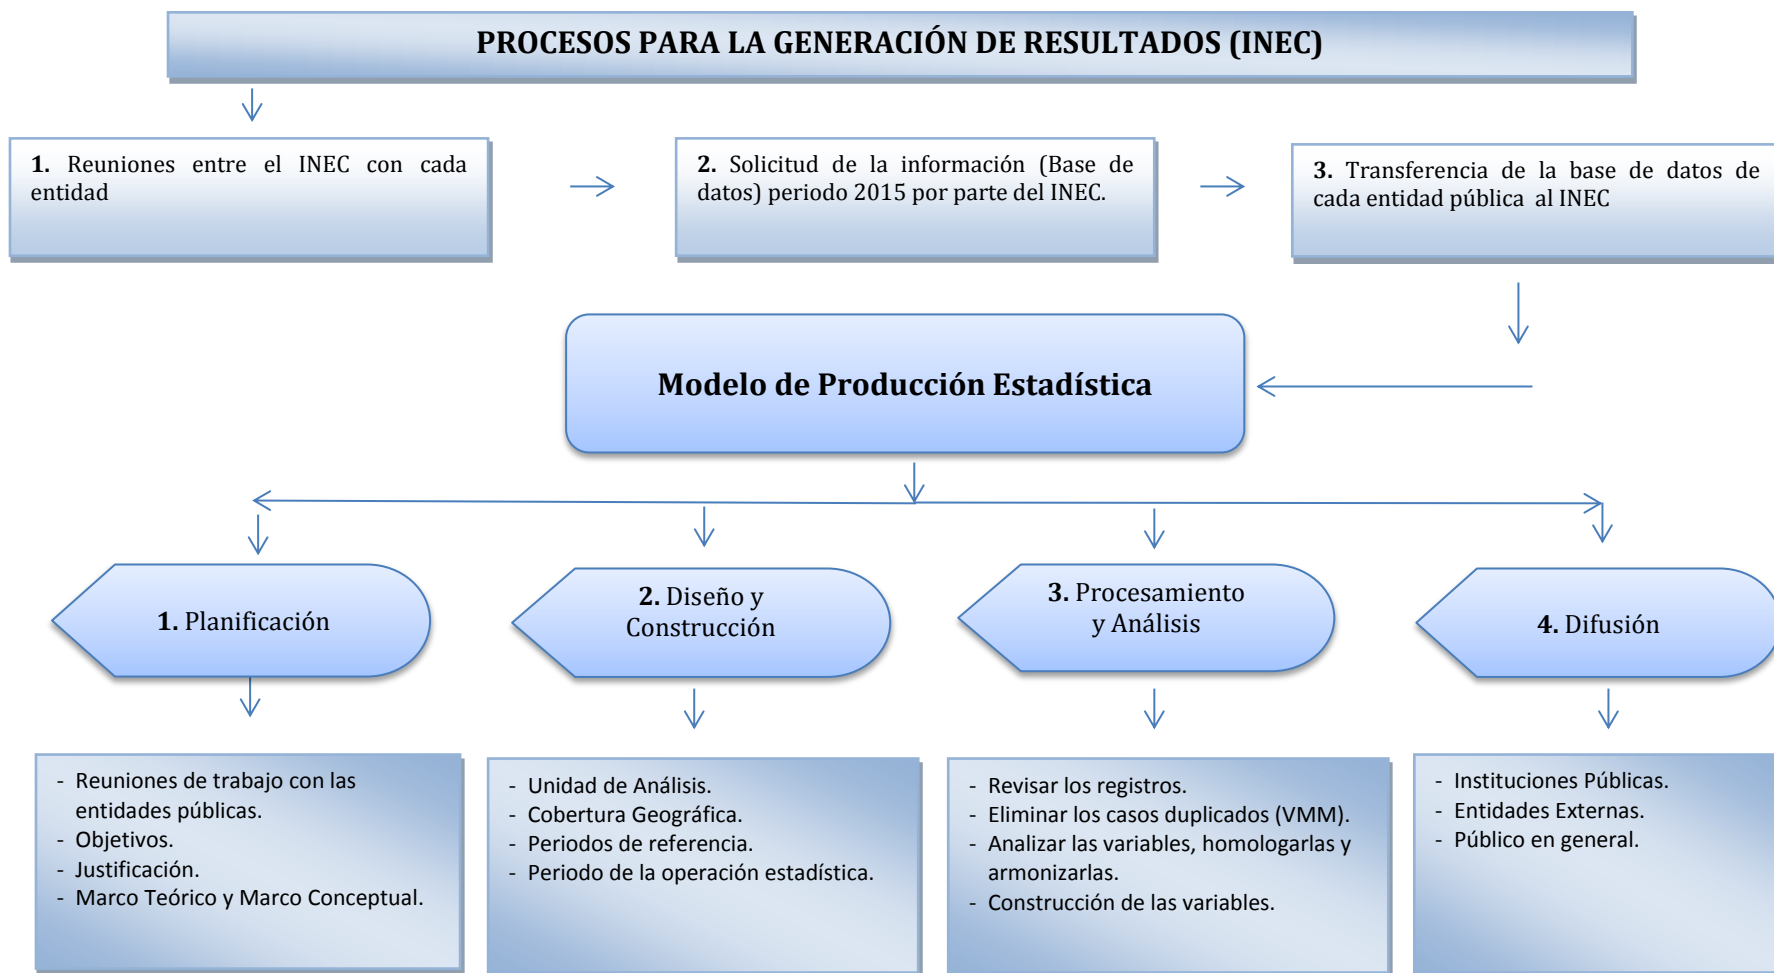 PROCESOS PARA LA GENERACIÓN DE RESULTADOS (INEC)
1. Reuniones entre el INEC con cada
entidad
2. Solicitud de la información (Base de
datos) periodo 2015 por parte del INEC.
3. Transferencia de la base de datos de
cada entidad pública al INEC
Modelo de Producción Estadística
1. Planificación
2. Diseño y
Construcción
3. Procesamiento
y Análisis
4. Difusión
- Reuniones de trabajo con las
entidades públicas.
- Objetivos.
- Justificación.
- Marco Teórico y Marco Conceptual.
- Unidad de Análisis.
- Cobertura Geográfica.
- Periodos de referencia.
- Periodo de la operación estadística.
- Revisar los registros.
- Eliminar los casos duplicados (VMM).
- Analizar las variables, homologarlas y
armonizarlas.
- Construcción de las variables.
- Instituciones Públicas.
- Entidades Externas.
- Público en general.